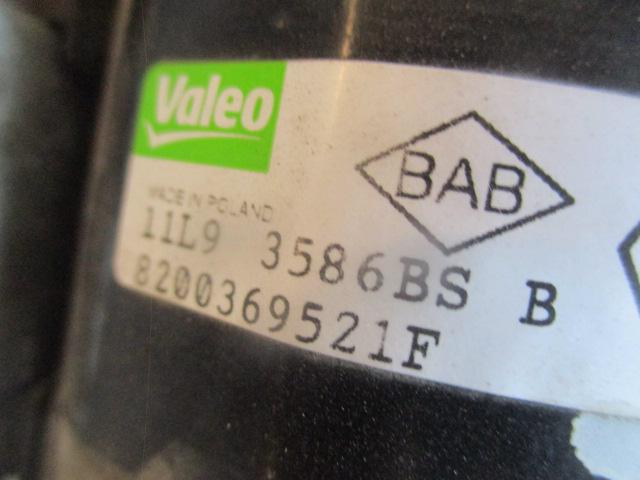 Valeo
BAB
MADE IN POLAND
11L9 3586BS B
8200369521F